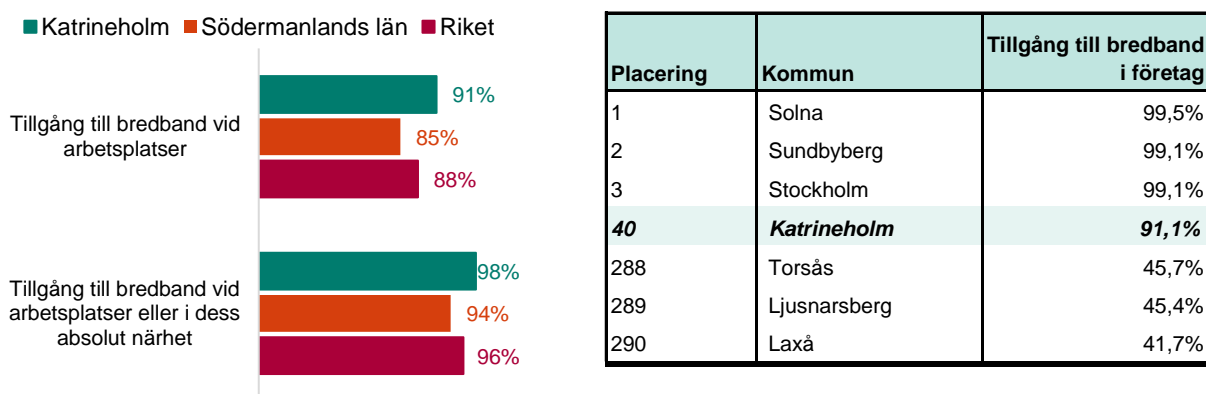 Katrineholm Södermanlands län Riket
Tillgång till bredband vid
arbetsplatser
91%
85%
88%
Tillgång till bredband vid
arbetsplatser eller i dess
absolut närhet
98%
94%
96%
Placering Kommun Tillgång till bredband
i företag
1 Solna 99,5%
2 Sundbyberg 99,1%
3 Stockholm 99,1%
40 Katrineholm 91,1%
288 Torsås 45,7%
289 Ljusnarsberg 45,4%
290 Laxå 41,7%